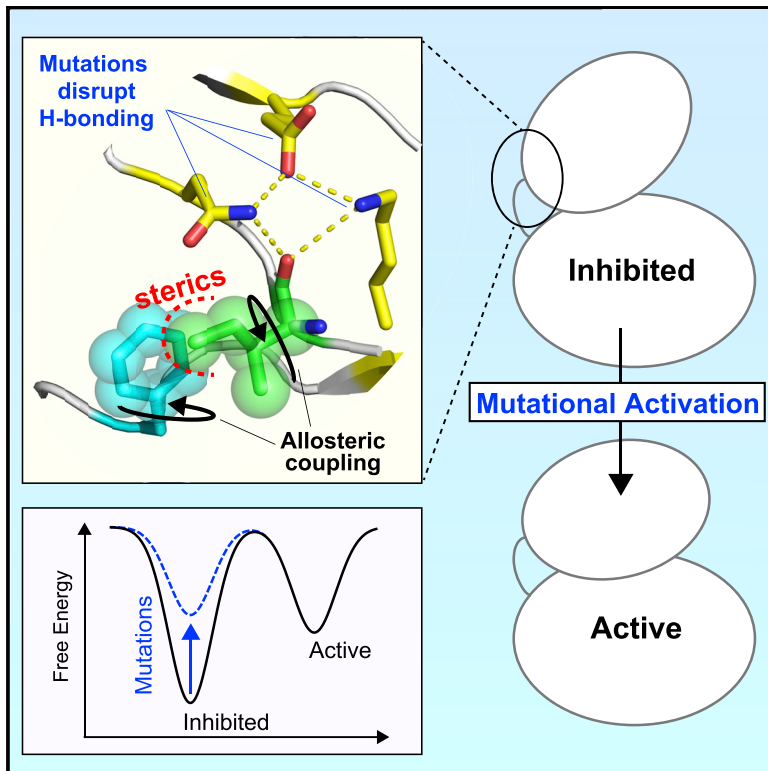 Mutations
disrupt
H-bonding
sterics
Allosteric
coupling
Inhibited
Mutational Activation
Active
Free Energy
Mutations
Active
Inhibited